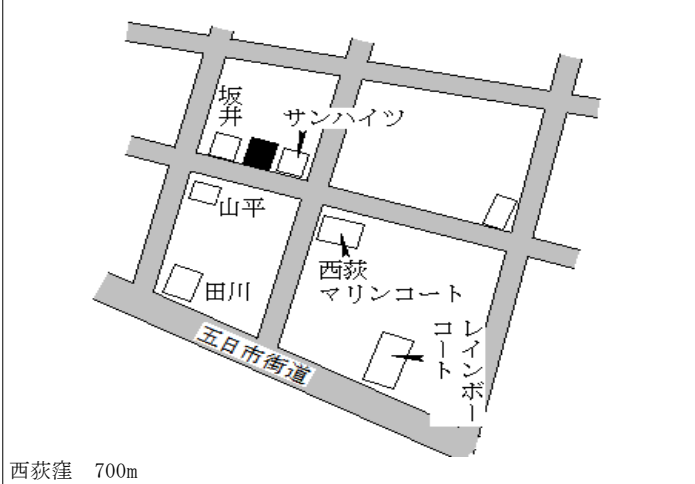 坂井
サンハイツ
山平
西荻
マリンコート
田川
レインボー
コート
五日市街道
西荻窪　700m